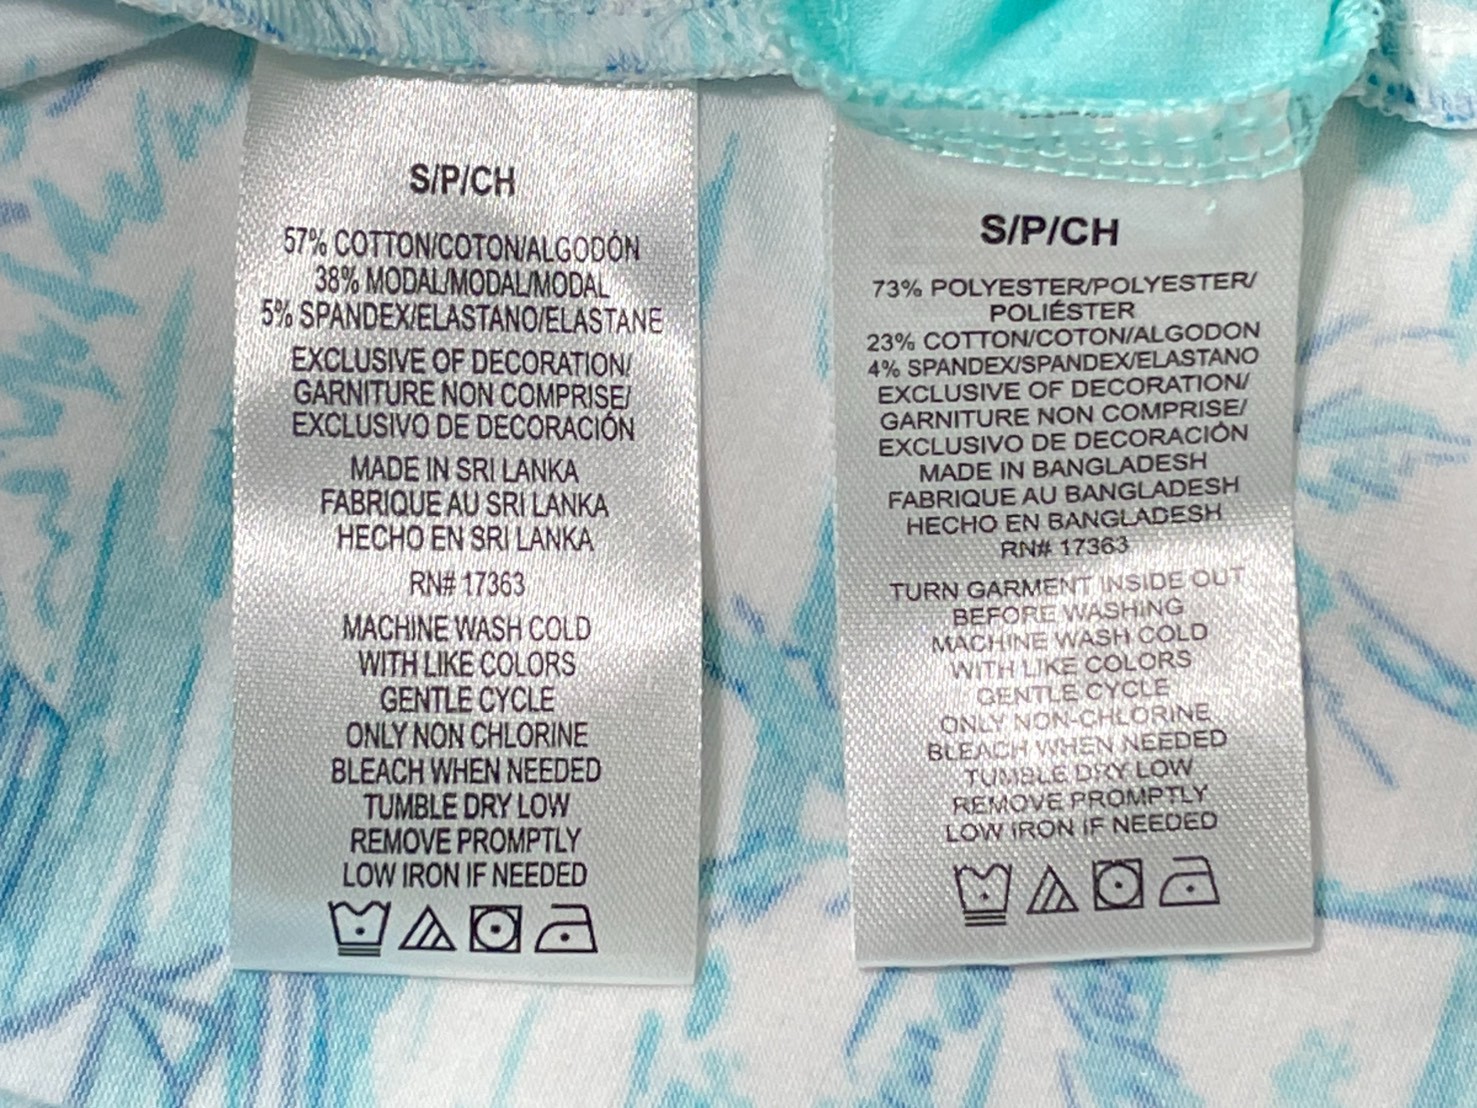 S/P/CH
57% COTTON/COTON/ALGODÓN
38% MODAL/MODAL/MODAL
5% SPANDEX/ELASTANO/ELASTANE
EXCLUSIVE OF DECORATION/
GARNITURE NON COMPRISE/
EXCLUSIVO DE DECORACIÓN
MADE IN SRI LANKA
FABRIQUE AU SRI LANKA
HECHO EN SRI LANKA
RN# 17363
MACHINE WASH COLD
WITH LIKE COLORS
GENTLE CYCLE
ONLY NON CHLORINE
BLEACH WHEN NEEDED
TUMBLE DRY LOW
REMOVE PROMPTLY
LOW IRON IF NEEDED
S/P/CH
73% POLYESTER/POLYESTER/
POLIÉSTER
23% COTTON/COTON/ALGODON
4% SPANDEX/SPANDEX/ELASTANO
EXCLUSIVE OF DECORATION/
GARNITURE NON COMPRISE/
EXCLUSIVO DE DECORACIÓN
MADE IN BANGLADESH
FABRIQUE AU BANGLADESH
HECHO EN BANGLADESH
RN# 17363
TURN GARMENT INSIDE OUT
BEFORE WASHING
MACHINE WASH COLD
WITH LIKE COLORS
GENTLE CYCLE
ONLY NON-CHLORINE
BLEACH WHEN NEEDED
TUMBLE DRY LOW
REMOVE PROMPTLY
LOW IRON IF NEEDED